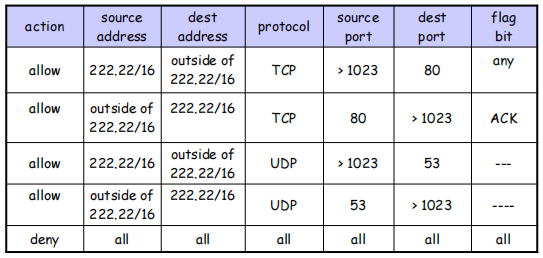 action source address dest address protocol source port dest port flag bit
allow 222.22/16 outside of 222.22/16 TCP > 1023 80 any
allow outside of 222.22/16 222.22/16 TCP 80 > 1023 ACK
allow 222.22/16 outside of 222.22/16 UDP > 1023 53 ---
allow outside of 222.22/16 222.22/16 UDP 53 > 1023 ----
deny all all all all all all